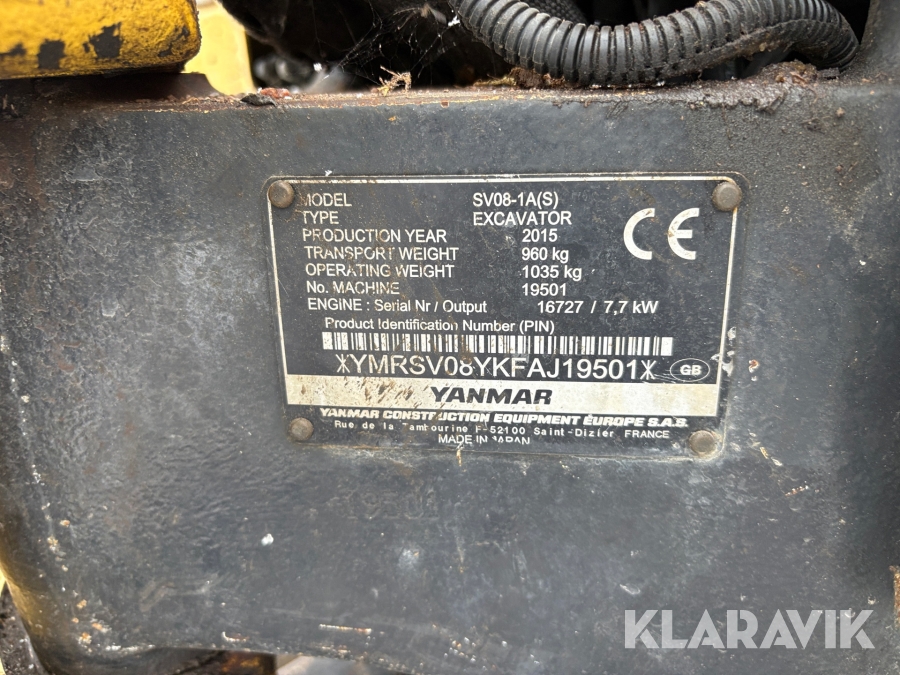 MODEL SV08-1A(S)
TYPE EXCAVATOR
PRODUCTION YEAR 2015
TRANSPORT WEIGHT 960 kg
OPERATING WEIGHT 1035 kg
No. MACHINE 19501
ENGINE : Serial Nr / Output 16727 / 7,7 kW
CE
Product Identification Number (PIN)
*YMRSV08YKFAJ19501* GB
YANMAR
YANMAR CONSTRUCTION EQUIPMENT EUROPE S.A.S.
Rue de la Tambourine F-52100 Saint-Dizier FRANCE
MADE IN JAPAN
KLARAVIK